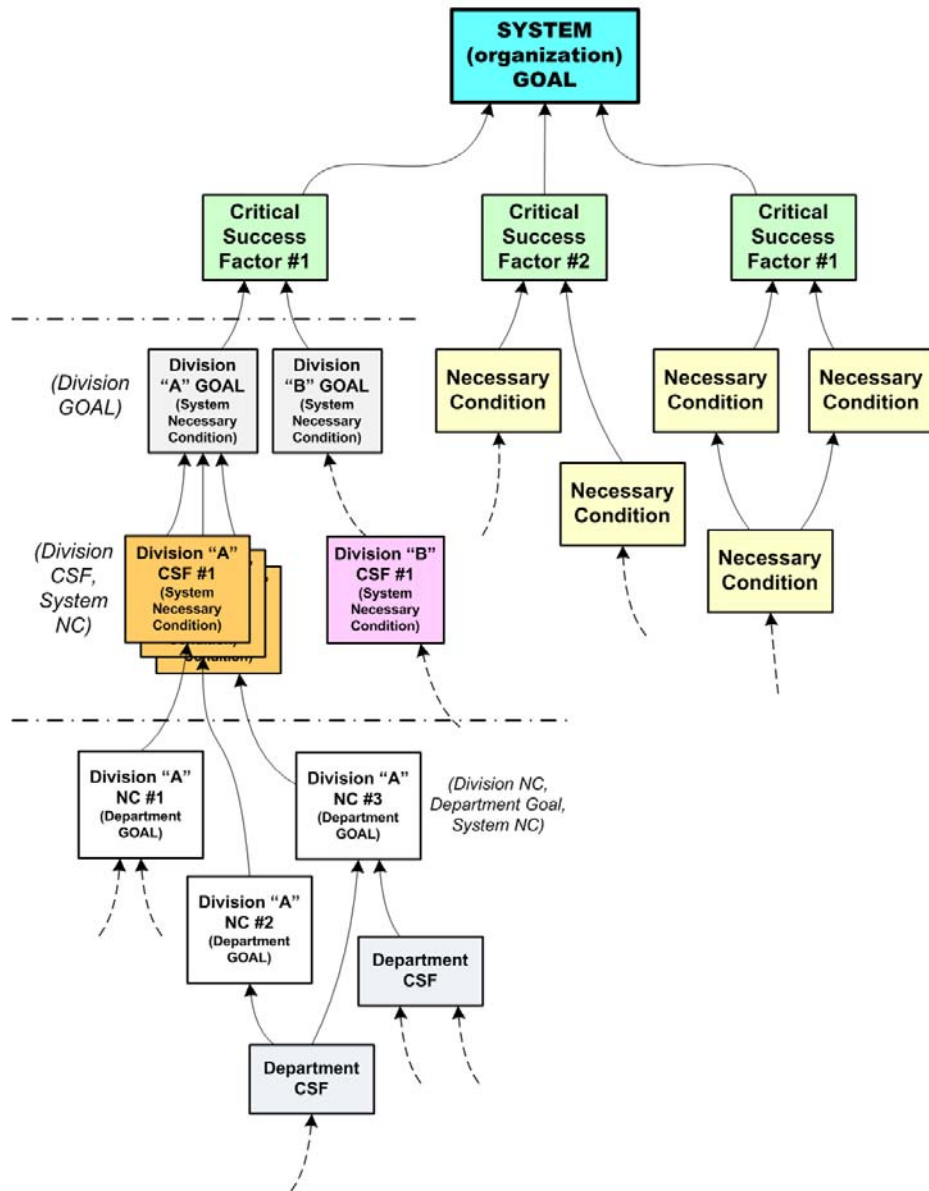 SYSTEM
(organization)
GOAL
Critical
Success
Factor #1
Critical
Success
Factor #2
Critical
Success
Factor #1
(Division
GOAL)
Division
“A” GOAL
(System
Necessary
Condition)
Division
“B” GOAL
(System
Necessary
Condition)
Necessary
Condition
Necessary
Condition
Necessary
Condition
Necessary
Condition
(Division
CSF,
System
NC)
Division “A”
CSF #1
(System
Necessary
Condition)
Condition)
Division “B”
CSF #1
(System
Necessary
Condition)
Necessary
Condition
Division “A”
NC #1
(Department
GOAL)
Division “A”
NC #3
(Department
GOAL)
(Division NC,
Department Goal,
System NC)
Division “A”
NC #2
(Department
GOAL)
Department
CSF
Department
CSF